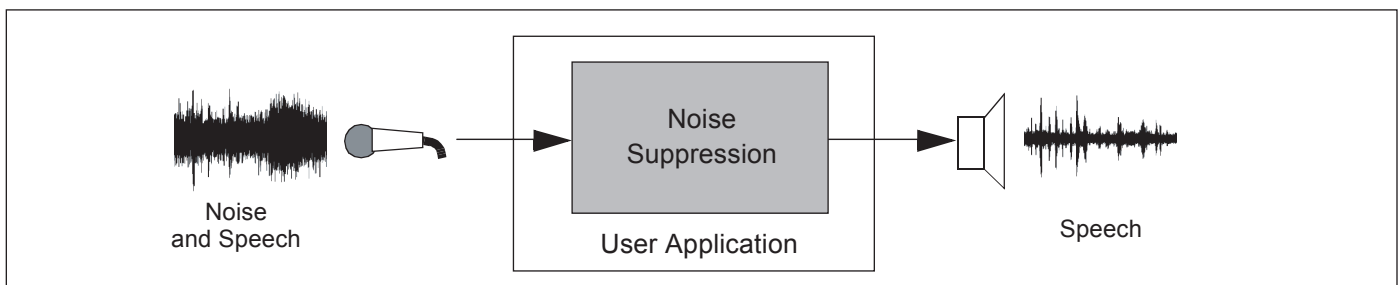 Noise
and Speech
Noise
Suppression
User Application
Speech